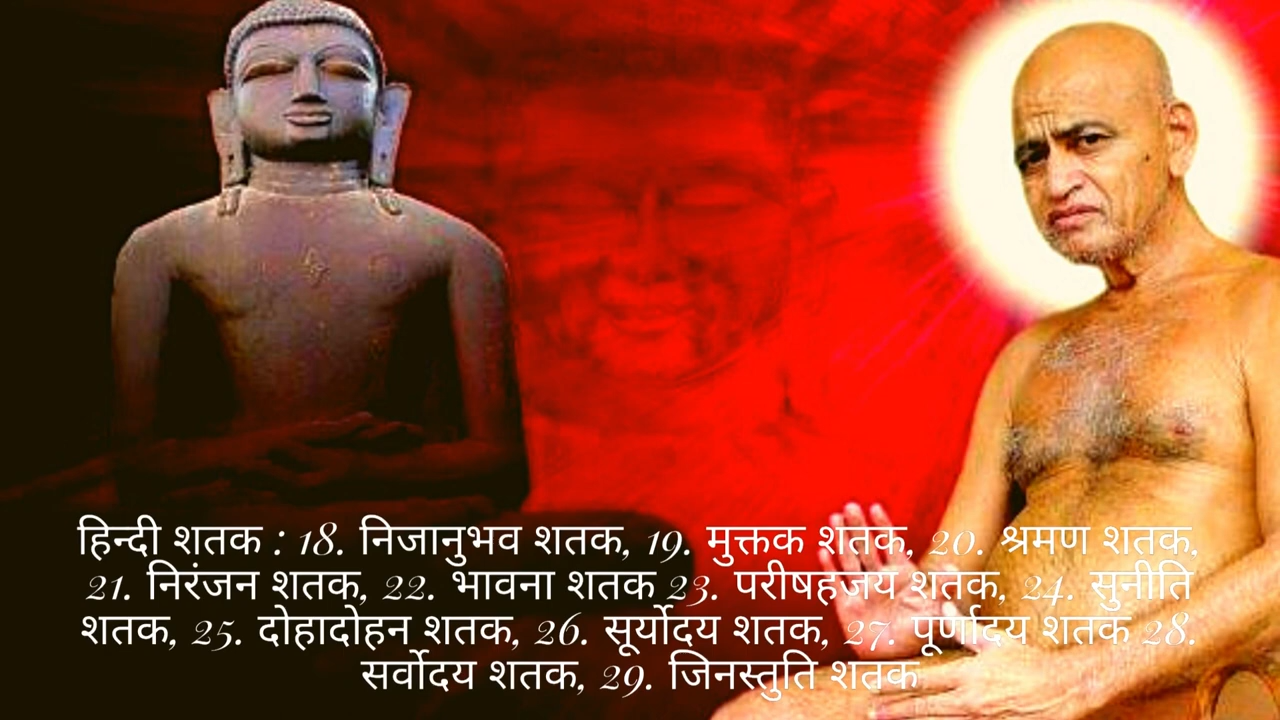 हिन्दी शतक : 18. निजानुभव शतक, 19. मुक्तक शतक, 20. श्रमण शतक,
21. निरंजन शतक, 22. भावना शतक 23. परीषहजय शतक, 24. सुनीति
शतक, 25. दोहादोहन शतक, 26. सूर्योदय शतक, 27. पूर्णोदय शतक 28.
सर्वोदय शतक, 29. जिनस्तुति शतक